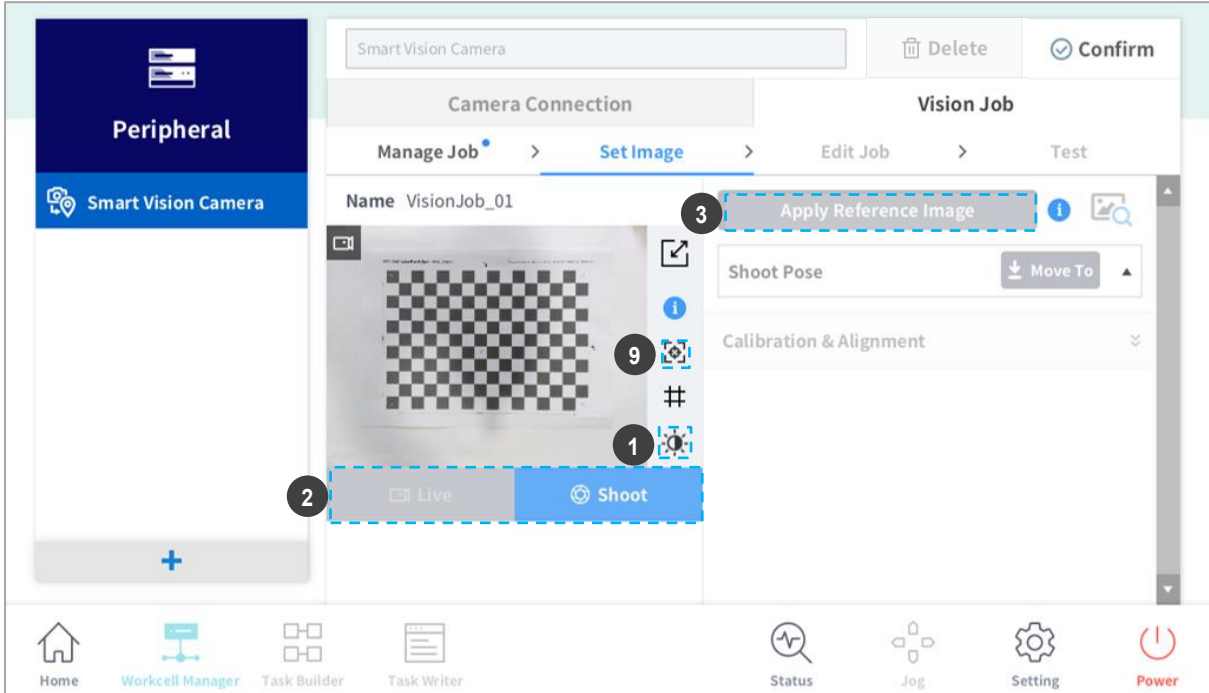 Peripheral
Smart Vision Camera
Smart Vision Camera
Delete
Confirm
Camera Connection
Vision Job
Manage Job
>
Set Image
>
Edit Job
>
Test
Name VisionJob_01
3
Apply Reference Image
i
Shoot Pose
Move To
i
9
Calibration & Alignment
1
2
Live
Shoot
+
Home
Workcell Manager
Task Builder
Task Writer
Status
Jog
Setting
Power